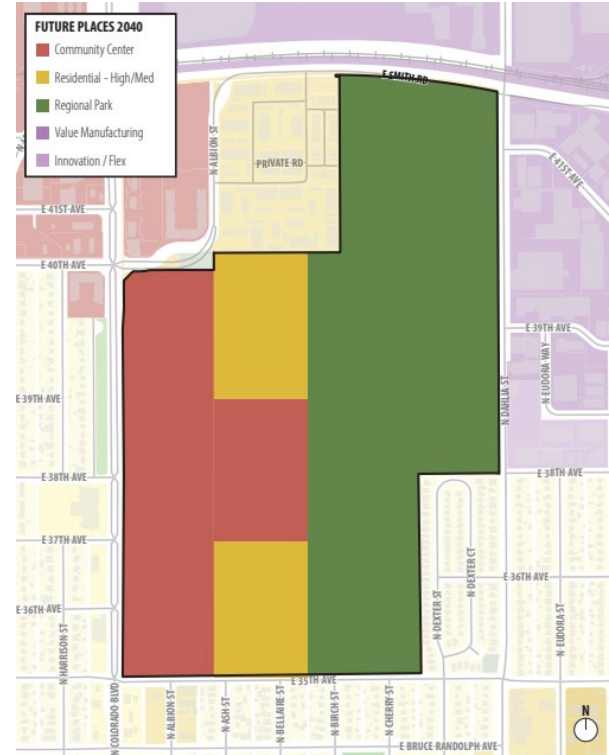 FUTURE PLACES 2040
Community Center
Residential - High/Med
Regional Park
Value Manufacturing
Innovation / Flex
E SMITH RD
N ALBION ST
PRIVATE RD
E 41ST AVE
E 41ST AVE
E 40TH AVE
E 39TH AVE
N EUDORA WAY
E 39TH AVE
N DAHLIA ST
E 38TH AVE
E 38TH AVE
E 37TH AVE
N DEXTER ST
N DEXTER CT
E 36TH AVE
E 36TH AVE
N HARRISON ST
N EUDORA ST
E 35TH AVE
N COLORADO BLVD
N ALBION ST
N ASH ST
N BELLAIRE ST
N BIRCH ST
N CHERRY ST
N
E BRUCE RANDOLPH AVE